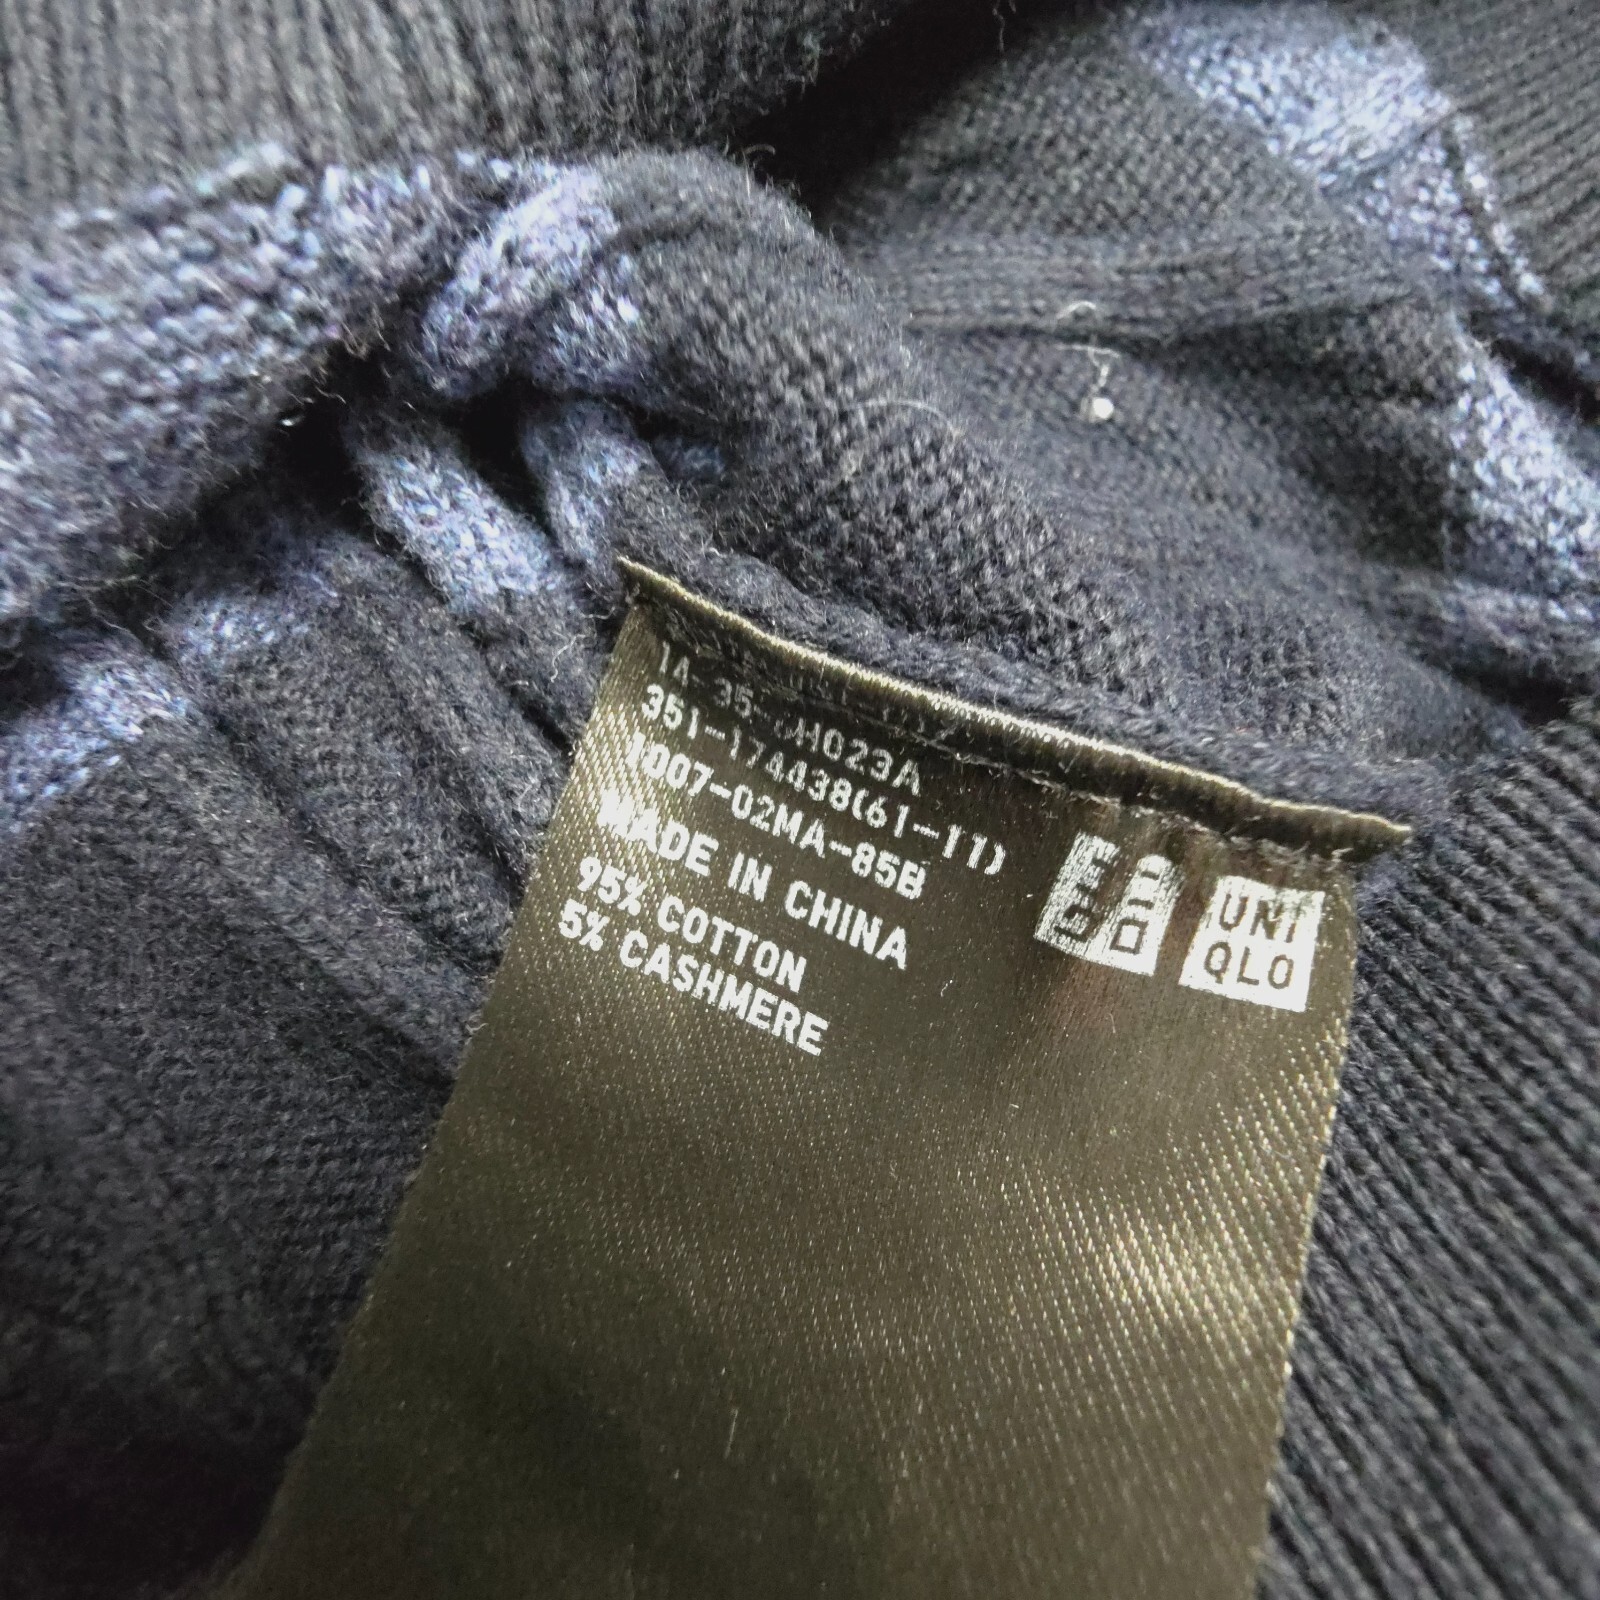 351-174438(61-11)
1007-02MA-85B
MADE IN CHINA
95% COTTON
5% CASHMERE
UNI
QLO